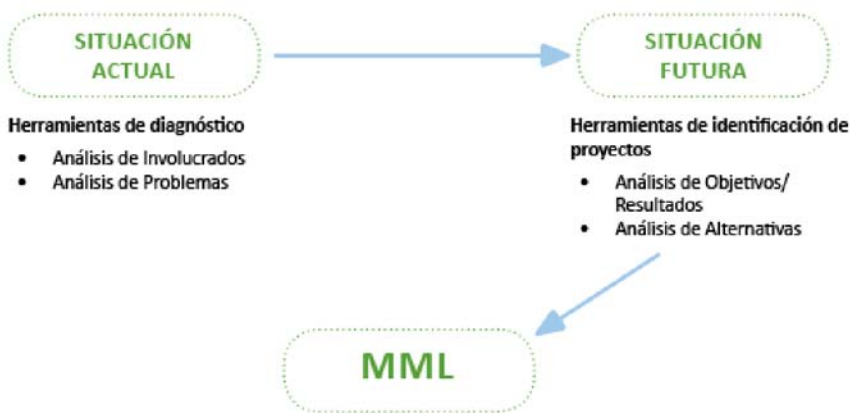 SITUACIÓN
ACTUAL
Herramientas de diagnóstico
• Análisis de Involucrados
• Análisis de Problemas
SITUACIÓN
FUTURA
Herramientas de identificación de
proyectos
• Análisis de Objetivos/
Resultados
• Análisis de Alternativas
MML